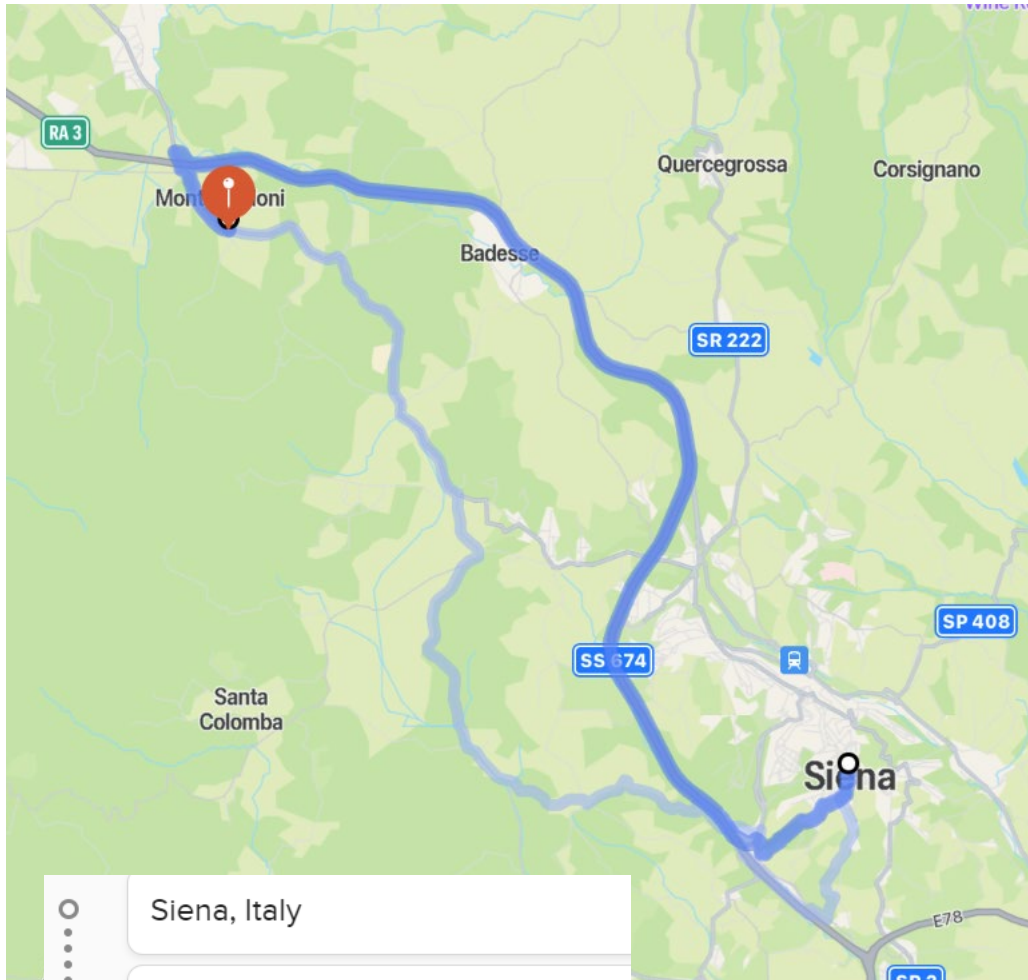 RA 3
Quercegrossa
Corsignano
Badesse
SR 222
SP 408
SS 674
Santa
Colomba
Siena
E78
Siena, Italy